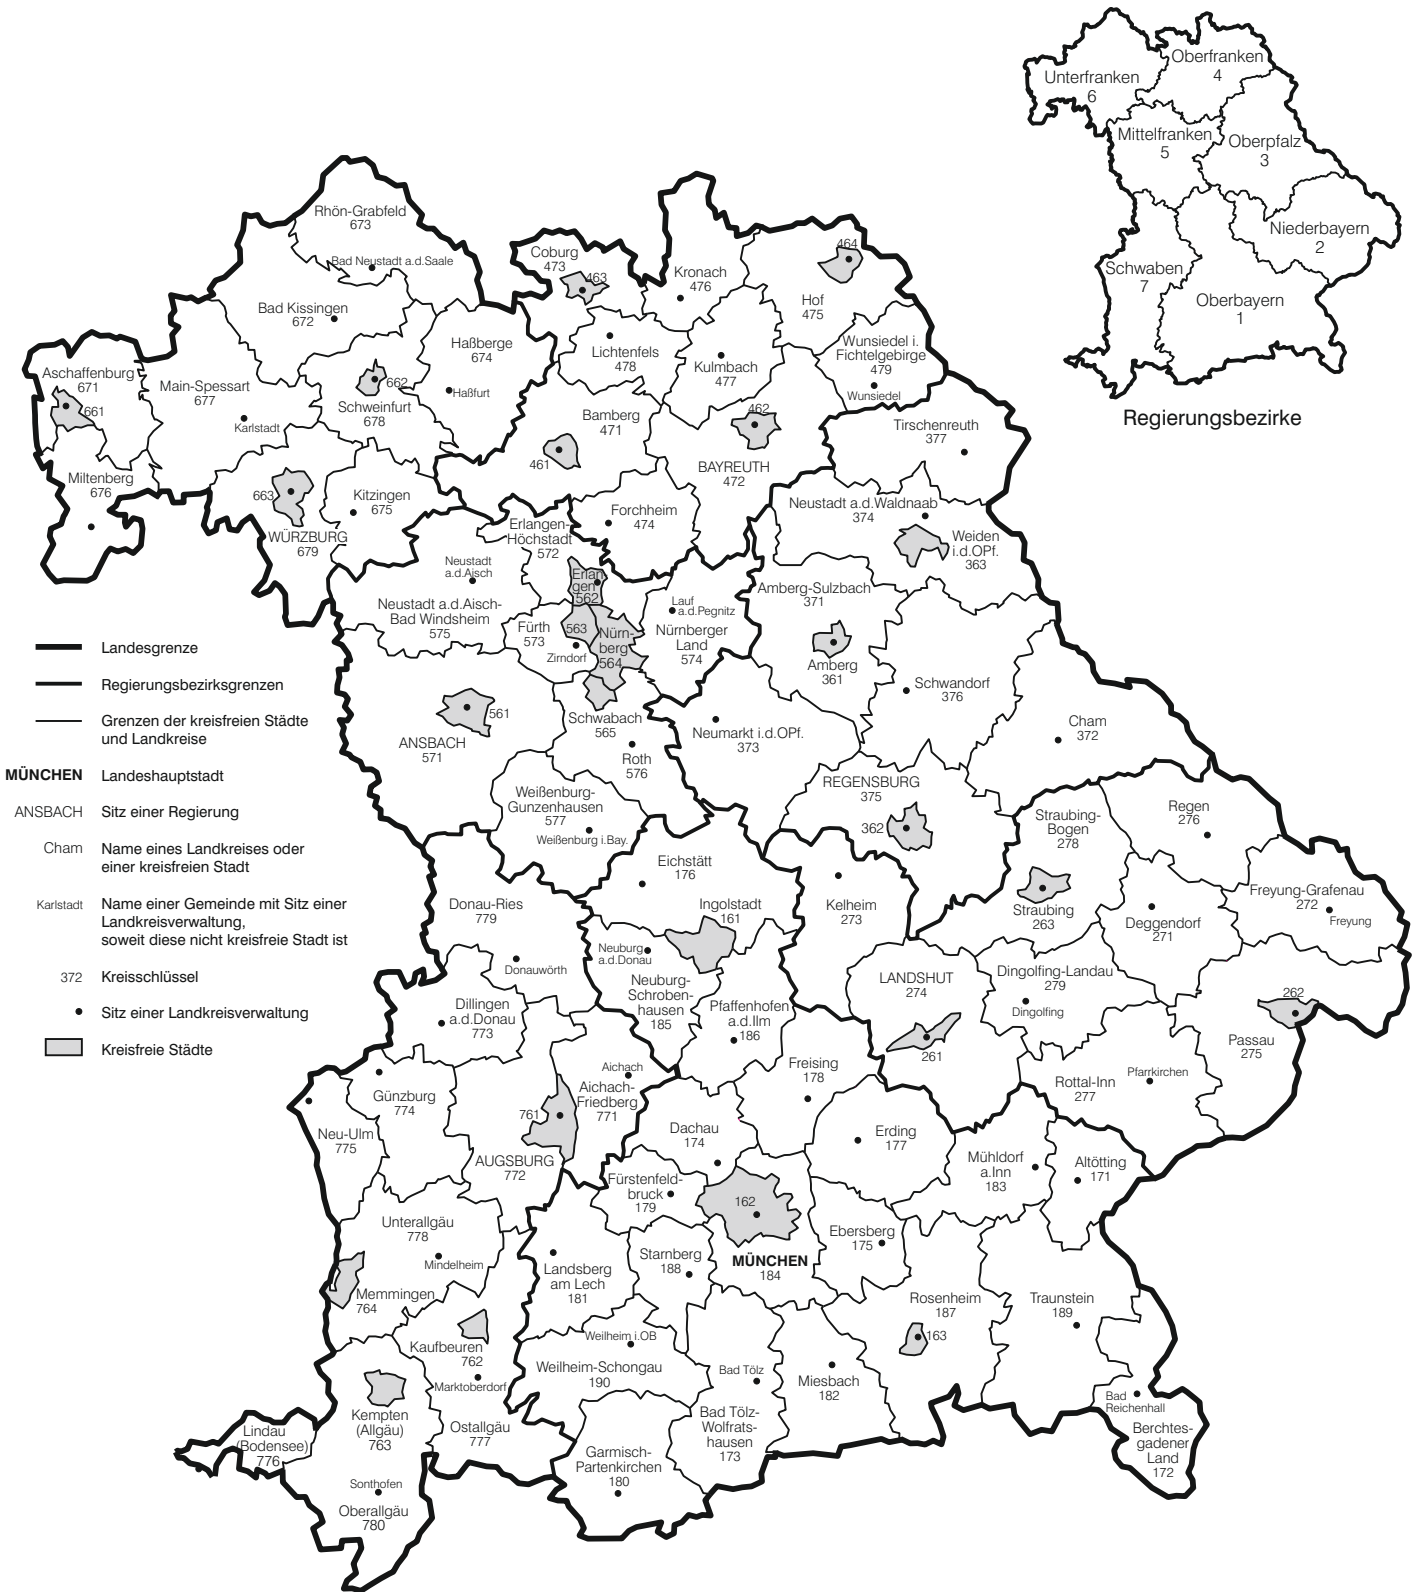 Unterfranken
6
Oberfranken
4
Mittelfranken
5
Oberpfalz
3
Niederbayern
2
Schwaben
7
Oberbayern
1
Regierungsbezirke
Rhön-Grabfeld
673
Bad Neustadt a.d.Saale
Bad Kissingen
672
Haßberge
674
Haßfurt
Aschaffenburg
671
661
Main-Spessart
677
Karlstadt
662
Schweinfurt
678
Miltenberg
676
663
WÜRZBURG
679
Kitzingen
675
Coburg
473
463
Kronach
476
464
Hof
475
Lichtenfels
478
Kulmbach
477
Wunsiedel i.
Fichtelgebirge
479
Wunsiedel
Bamberg
471
461
462
BAYREUTH
472
Forchheim
474
Tirschenreuth
377
Neustadt a.d.Waldnaab
374
Weiden
i.d.OPf.
363
Amberg-Sulzbach
371
Amberg
361
Schwandorf
376
Neumarkt i.d.OPf.
373
Cham
372
REGENSBURG
375
362
Erlangen-
Höchstadt
572
Erlan
gen
562
Neustadt
a.d.Aisch
Neustadt a.d.Aisch-
Bad Windsheim
575
Fürth
573
563
Zirndorf
Nürn-
berg
564
Lauf
a.d.Pegnitz
Nürnberger
Land
574
561
ANSBACH
571
Schwabach
565
Roth
576
Weißenburg-
Gunzenhausen
577
Weißenburg i.Bay.
Landesgrenze
Regierungsbezirksgrenzen
Grenzen der kreisfreien Städte
und Landkreise
MÜNCHEN Landeshauptstadt
ANSBACH Sitz einer Regierung
Cham Name eines Landkreises oder
einer kreisfreien Stadt
Karlstadt Name einer Gemeinde mit Sitz einer
Landkreisverwaltung,
soweit diese nicht kreisfreie Stadt ist
372 Kreisschlüssel
Sitz einer Landkreisverwaltung
Kreisfreie Städte
Straubing-
Bogen
278
Regen
276
Straubing
263
Deggendorf
271
Freyung-Grafenau
272
Freyung
Kelheim
273
LANDSHUT
274
261
Dingolfing-Landau
279
Dingolfing
262
Passau
275
Rottal-Inn
277
Pfarrkirchen
Eichstätt
176
Ingolstadt
161
Neuburg
a.d.Donau
Neuburg-
Schroben-
hausen
185
Pfaffenhofen
a.d.Ilm
186
Freising
178
Dachau
174
Erding
177
Mühldorf
a.Inn
183
Altötting
171
Fürstenfeld-
bruck
179
162
MÜNCHEN
184
Ebersberg
175
Starnberg
188
Landsberg
am Lech
181
Rosenheim
187
163
Traunstein
189
Weilheim i.OB
Weilheim-Schongau
190
Bad Tölz
Bad Tölz-
Wolfrats-
hausen
173
Miesbach
182
Bad
Reichenhall
Berchtes-
gadener
Land
172
Garmisch-
Partenkirchen
180
Donau-Ries
779
Donauwörth
Dillingen
a.d.Donau
773
Günzburg
774
Neu-Ulm
775
Aichach
Aichach-
Friedberg
771
761
AUGSBURG
772
Unterallgäu
778
Mindelheim
Memmingen
764
Kaufbeuren
762
Marktoberdorf
Ostallgäu
777
Kempten
(Allgäu)
763
Lindau
(Bodensee)
776
Sonthofen
Oberallgäu
780